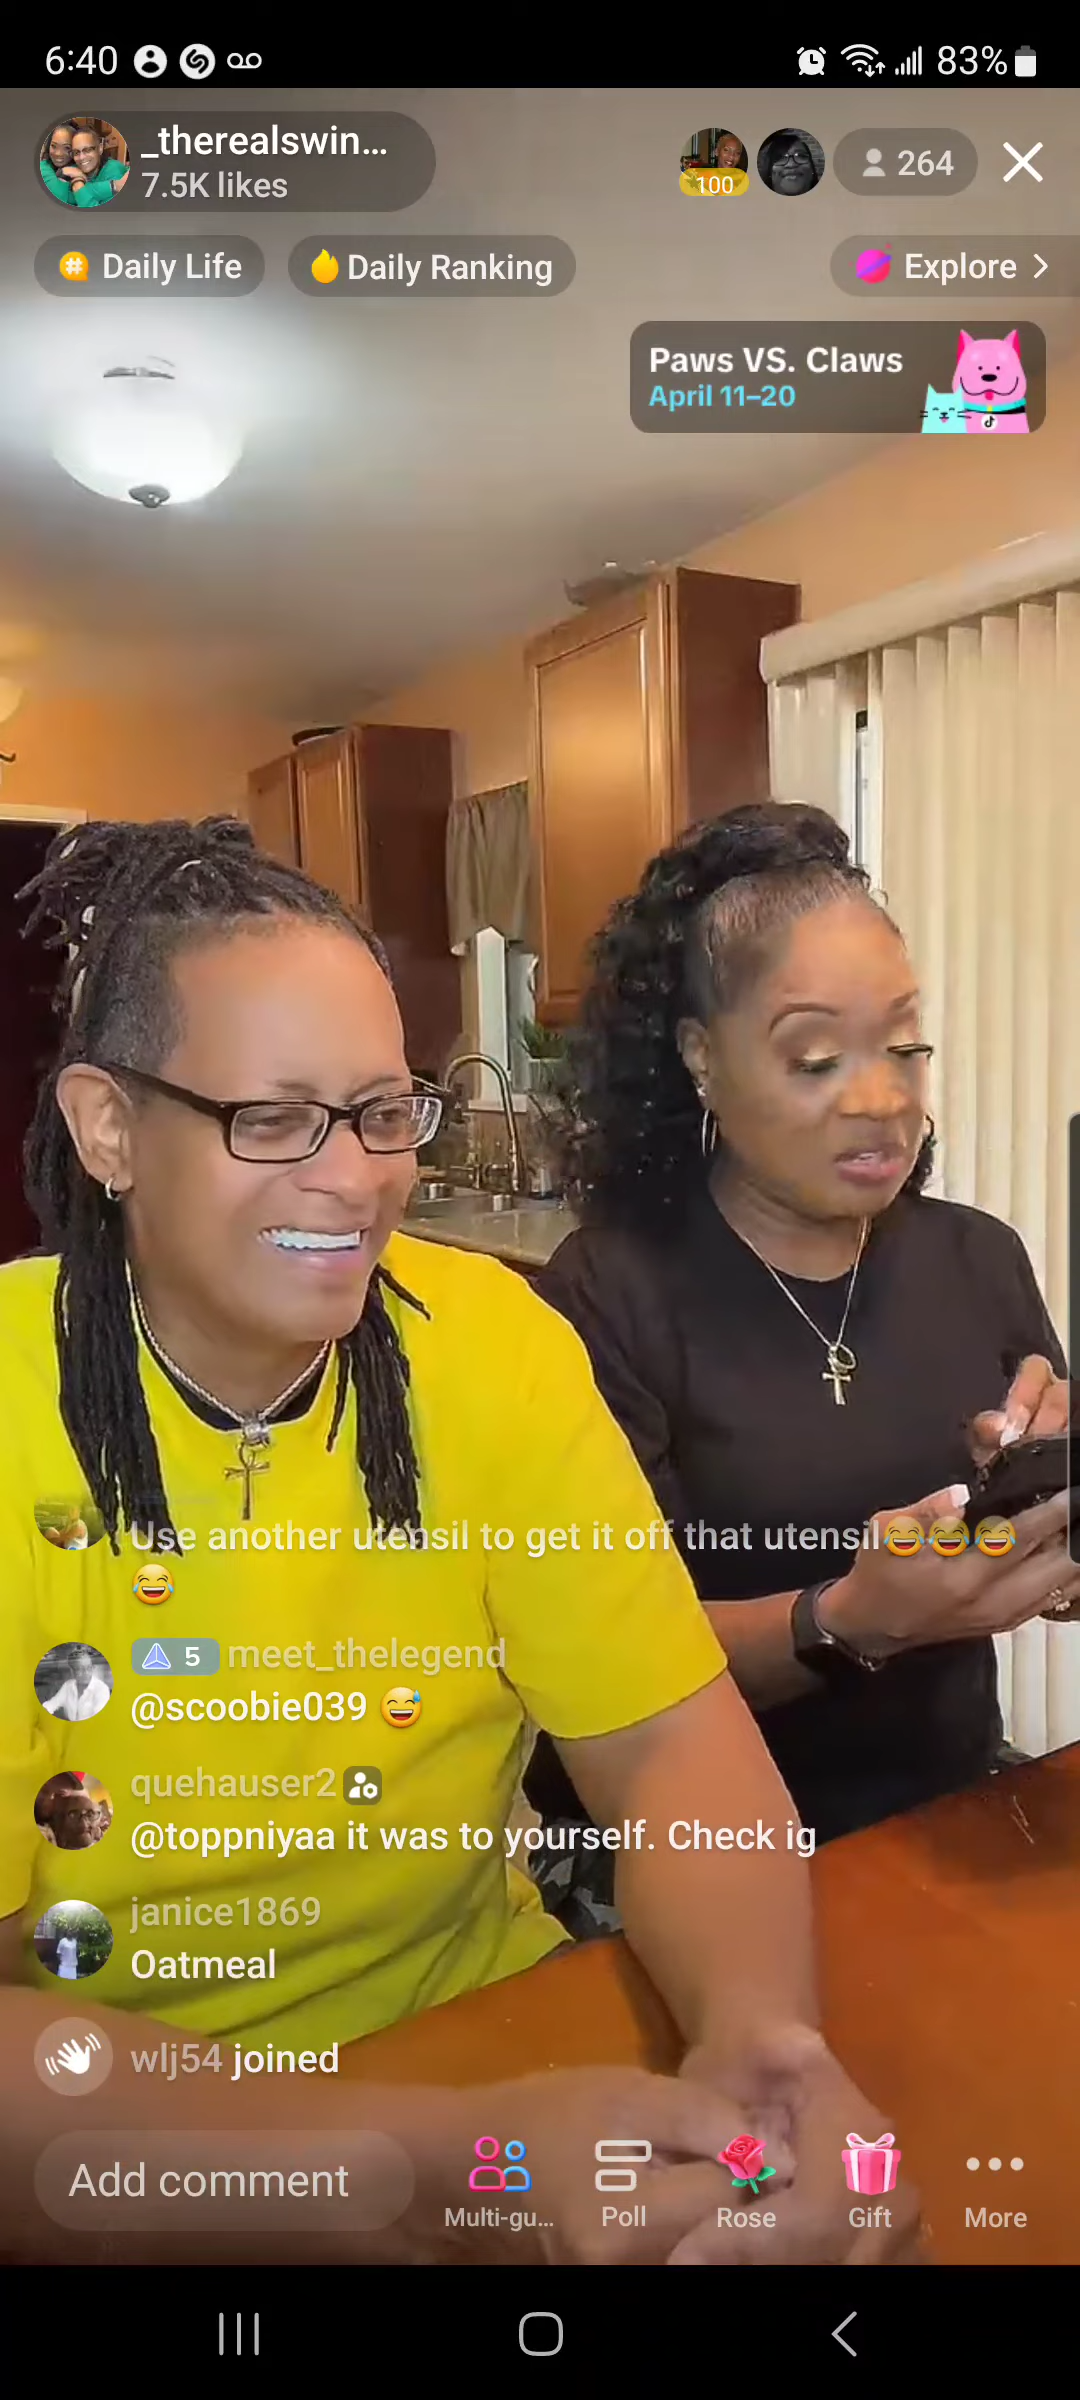 6:40
83%
_therealswin...
7.5K likes
100
264
Daily Life
Daily Ranking
Explore >
Paws VS. Claws
April 11–20
Use another utensil to get it off that utensil😂😂😂
😂
5 meet_thelegend
@scoobie039 😅
quehauser2
@toppniyaa it was to yourself. Check ig
janice1869
Oatmeal
wlj54 joined
Add comment
Multi-gu...
Poll
Rose
Gift
More